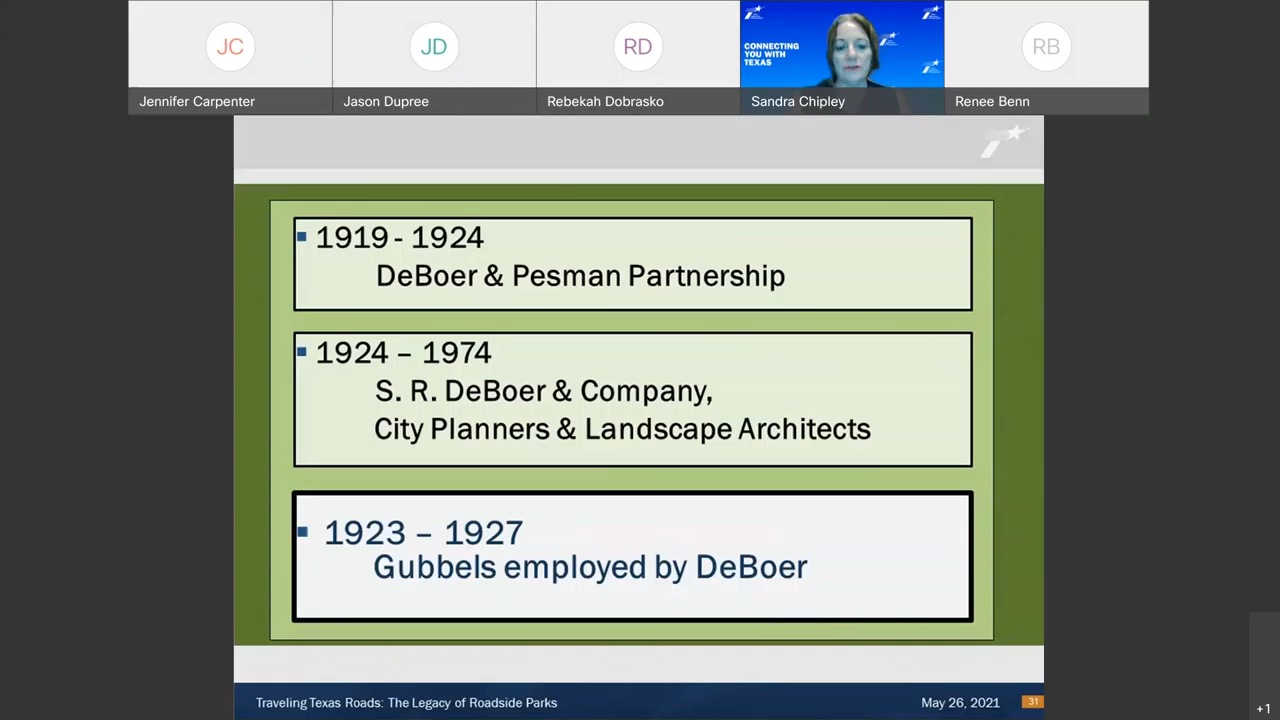 JC
JD
RD
CONNECTING
YOU WITH
TEXAS
RB
Jennifer Carpenter
Jason Dupree
Rebekah Dobrasko
Sandra Chipley
Renee Benn
1919 - 1924
DeBoer & Pesman Partnership
1924 – 1974
S. R. DeBoer & Company,
City Planners & Landscape Architects
1923 – 1927
Gubbels employed by DeBoer
Traveling Texas Roads: The Legacy of Roadside Parks
May 26, 2021
31
+1